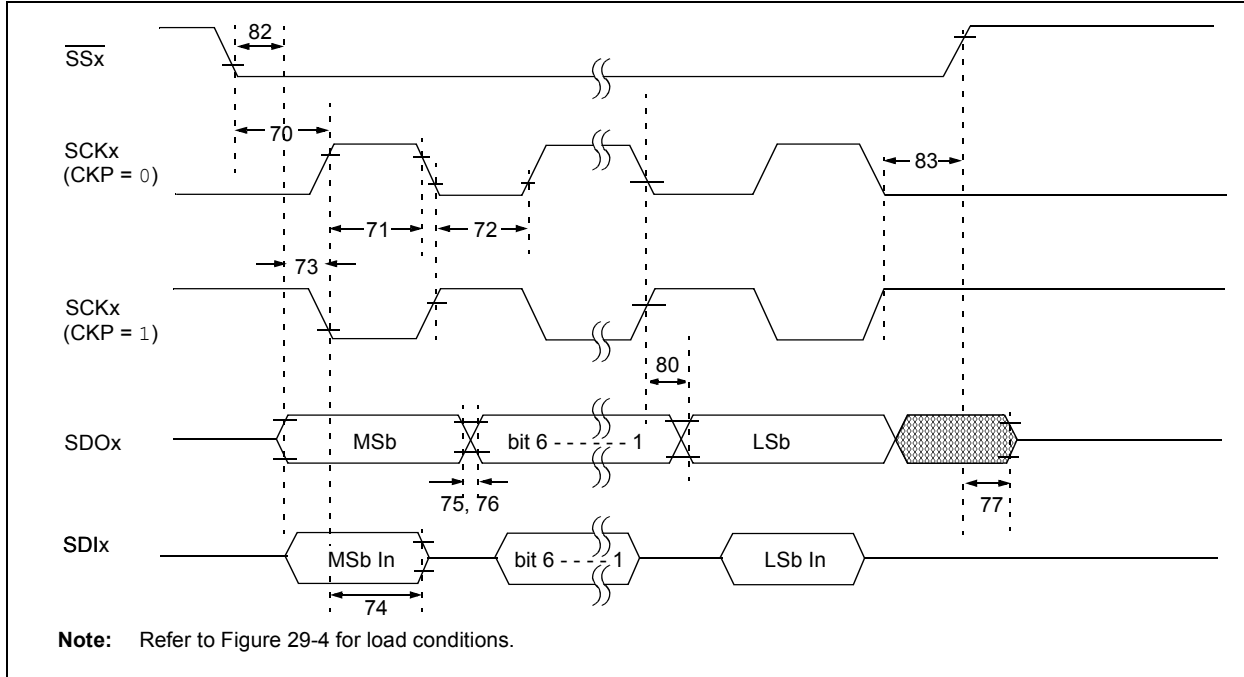 82
SSx
70
SCKx
(CKP = 0)
83
71
72
73
SCKx
(CKP = 1)
80
SDOx
MSb
bit 6 - - - - - - 1
LSb
75, 76
77
SDIx
MSb In
bit 6 - - - - 1
LSb In
74
Note: Refer to Figure 29-4 for load conditions.